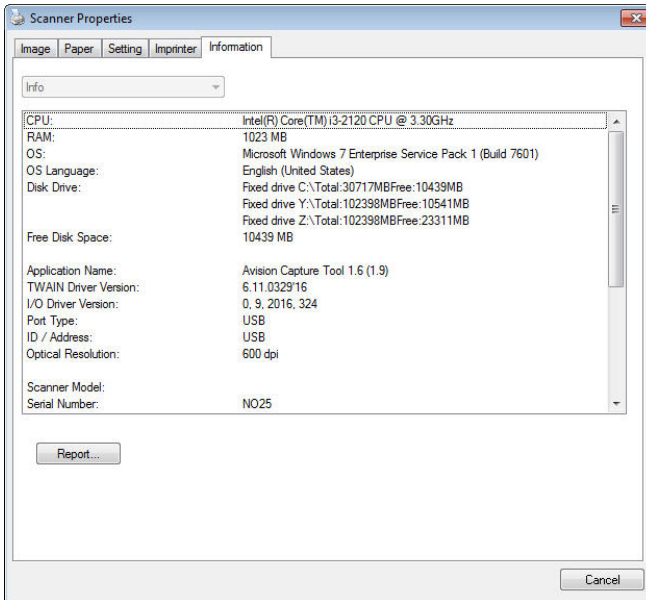 Scanner Properties
Image Paper Setting Imprinter Information
Info
CPU: Intel(R) Core(TM) i3-2120 CPU @ 3.30GHz
RAM: 1023 MB
OS: Microsoft Windows 7 Enterprise Service Pack 1 (Build 7601)
OS Language: English (United States)
Disk Drive: Fixed drive C:\Total:30717MBFree:10439MB
Fixed drive Y:\Total:102398MBFree:10541MB
Fixed drive Z:\Total:102398MBFree:23311MB
Free Disk Space: 10439 MB
Application Name: Avision Capture Tool 1.6 (1.9)
TWAIN Driver Version: 6.11.0329'16
I/O Driver Version: 0, 9, 2016, 324
Port Type: USB
ID / Address: USB
Optical Resolution: 600 dpi
Scanner Model:
Serial Number: NO25
Report...
Cancel